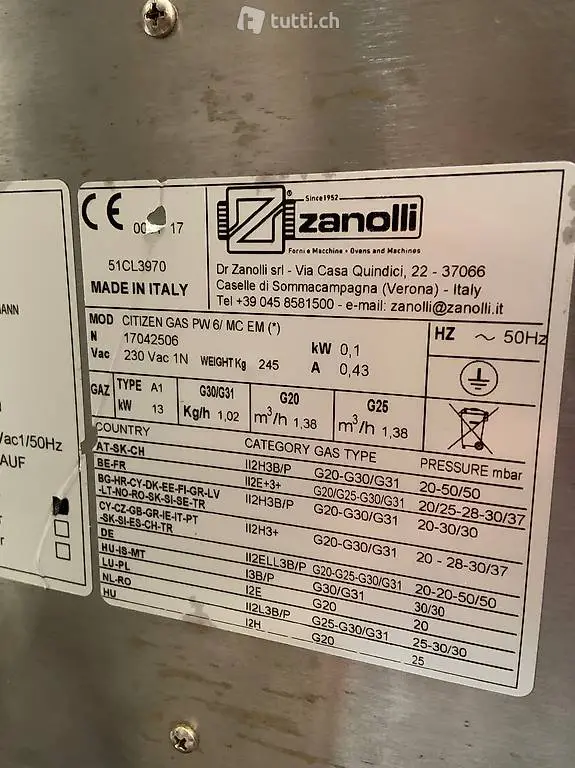 tutti.ch
CE 17
51CL3970
MADE IN ITALY
Since 1952
zanolli
Forni e Macchine - Ovens and Machines
Dr Zanolli srl - Via Casa Quindici, 22 - 37066
Caselle di Sommacampagna (Verona) - Italy
Tel +39 045 8581500 - e-mail: zanolli@zanolli.it
MOD CITIZEN GAS PW 6/ MC EM (*)
N 17042506
Vac 230 Vac 1N WEIGHT Kg 245
kW 0,1
A 0,43
HZ ~ 50Hz
GAZ TYPE A1
kW 13
G30/G31
Kg/h 1,02
G20
m³/h 1,38
G25
m³/h 1,38
COUNTRY CATEGORY GAS TYPE PRESSURE mbar
AT-SK-CH II2H3B/P G20-G30/G31 20-50/50
BE-FR II2E+3+ G20/G25-G30/G31 20/25-28-30/37
BG-HR-CY-DK-EE-FI-GR-LV
-LT-NO-RO-SK-SI-SE-TR II2H3B/P G20-G30/G31 20-30/30
CY-CZ-GB-GR-IE-IT-PT
-SK-SI-ES-CH-TR II2H3+ G20-G30/G31 20 - 28-30/37
DE II2ELL3B/P G20-G25-G30/G31 20-20-50/50
HU-IS-MT I3B/P G30/G31 30/30
LU-PL I2E G20 20
NL-RO II2L3B/P G25-G30/G31 25-30/30
HU I2H G20 25
ANN
/ac1/50Hz
AUF